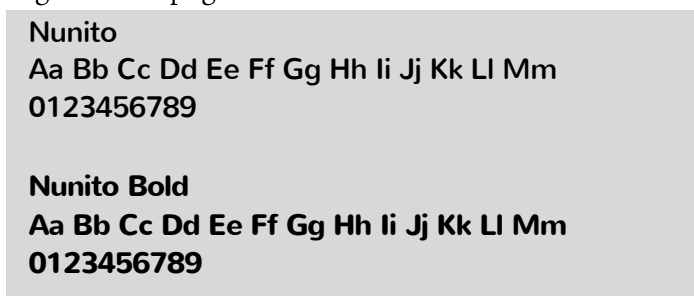 Nunito
Aa Bb Cc Dd Ee Ff Gg Hh Ii Jj Kk Ll Mm
0123456789
Nunito Bold
Aa Bb Cc Dd Ee Ff Gg Hh Ii Jj Kk Ll Mm
0123456789